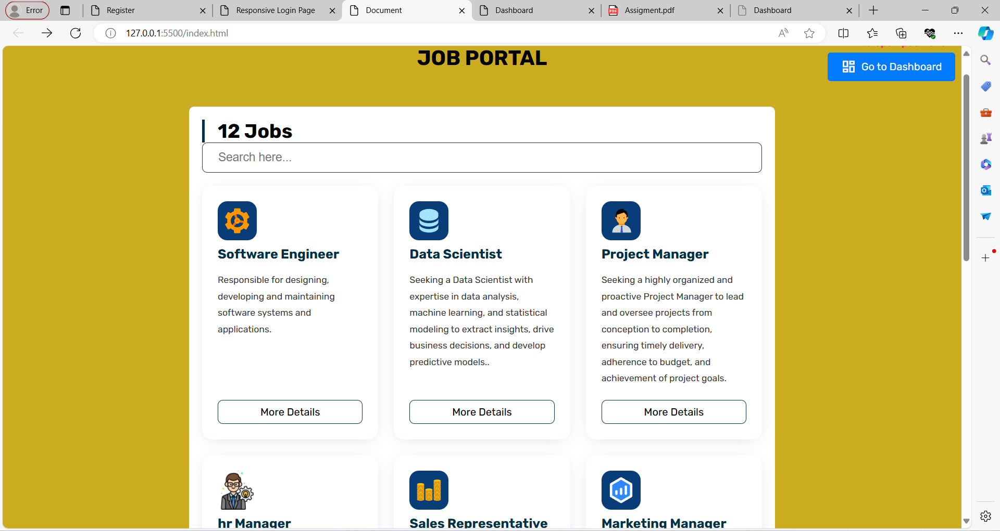 Error
Register
Responsive Login Page
Document
Dashboard
Assigment.pdf
Dashboard
127.0.0.1:5500/index.html
JOB PORTAL
Go to Dashboard
12 Jobs
Search here...
Software Engineer
Responsible for designing,
developing and maintaining
software systems and
applications.
More Details
Data Scientist
Seeking a Data Scientist with
expertise in data analysis,
machine learning, and statistical
modeling to extract insights, drive
business decisions, and develop
predictive models..
More Details
Project Manager
Seeking a highly organized and
proactive Project Manager to lead
and oversee projects from
conception to completion,
ensuring timely delivery,
adherence to budget, and
achievement of project goals.
More Details
hr Manager
Sales Representative
Marketing Manager